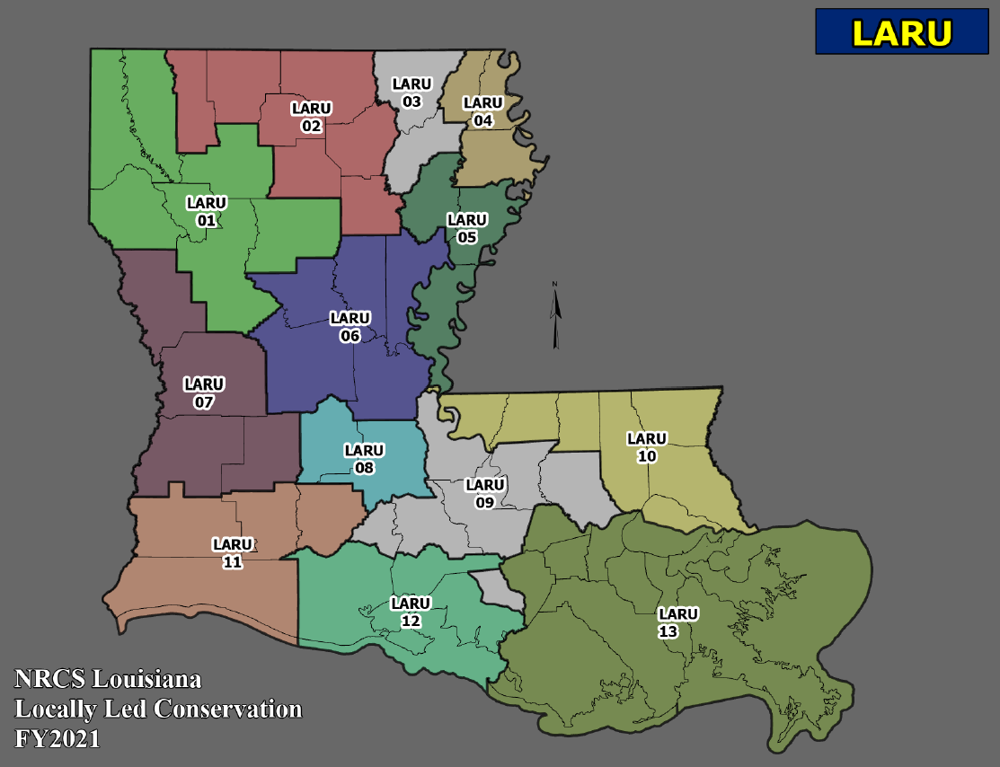 LARU
LARU
03
LARU
04
LARU
02
LARU
01
LARU
05
LARU
06
LARU
07
LARU
08
LARU
10
LARU
09
LARU
11
LARU
12
LARU
13
N
NRCS Louisiana
Locally Led Conservation
FY2021